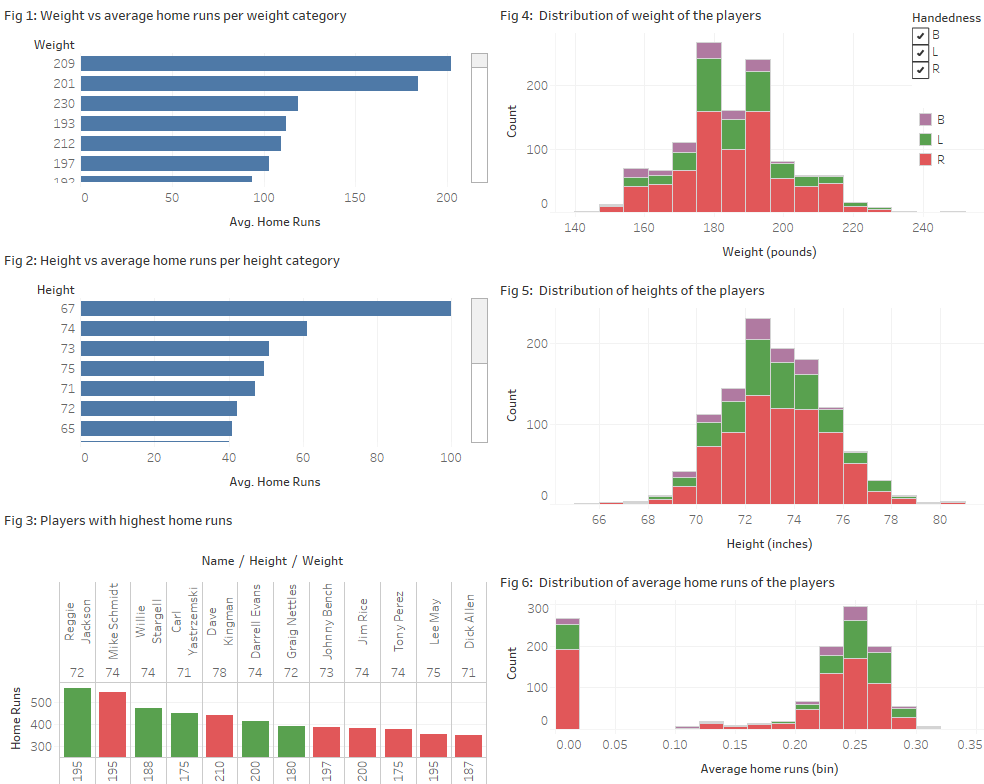 Fig 1: Weight vs average home runs per weight category
Weight
209
201
230
193
212
197
192
0 50 100 150 200
Avg. Home Runs
Fig 2: Height vs average home runs per height category
Height
67
74
73
75
71
72
65
0 20 40 60 80 100
Avg. Home Runs
Fig 3: Players with highest home runs
Name / Height / Weight
Reggie Jackson
Mike Schmidt
Willie Stargell
Carl Yastrzemski
Dave Kingman
Darrell Evans
Graig Nettles
Johnny Bench
Jim Rice
Tony Perez
Lee May
Dick Allen
72 74 74 71 78 74 72 73 74 74 75 71
Home Runs
500
400
300
195 195 188 175 210 200 180 197 200 175 195 187
Fig 4: Distribution of weight of the players
Handedness
B
L
R
B
L
R
Count
200
100
0
140 160 180 200 220 240
Weight (pounds)
Fig 5: Distribution of heights of the players
Count
200
100
0
66 68 70 72 74 76 78 80
Height (inches)
Fig 6: Distribution of average home runs of the players
Count
300
200
100
0
0.00 0.05 0.10 0.15 0.20 0.25 0.30 0.35
Average home runs (bin)